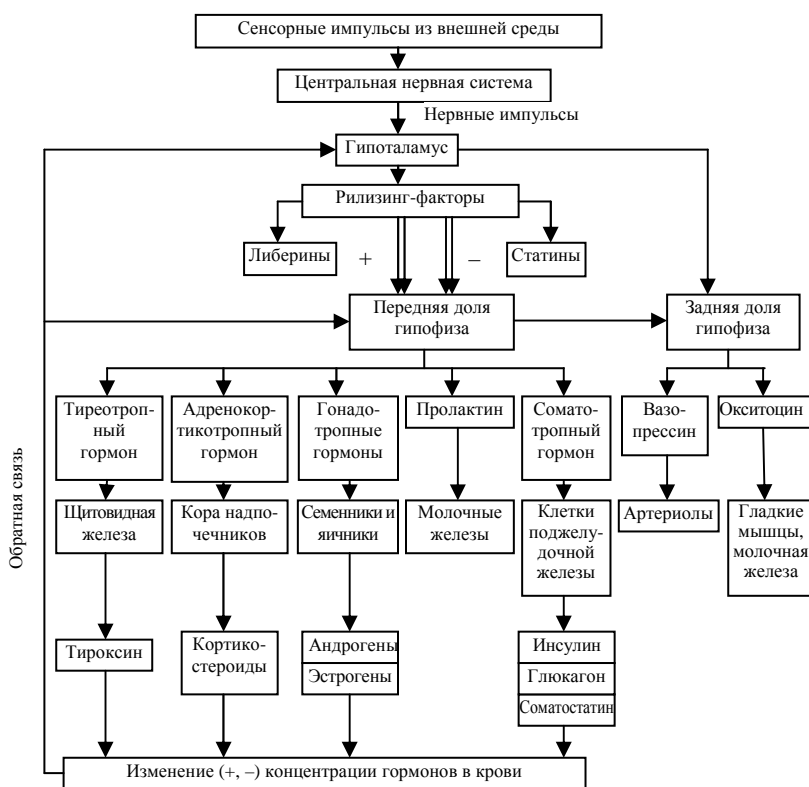 Сенсорные импульсы из внешней среды
Центральная нервная система
Нервные импульсы
Гипоталамус
Рилизинг-факторы
Либерины
+
–
Статины
Передняя доля
гипофиза
Задняя доля
гипофиза
Тиреотроп-
ный
гормон
Адренокор-
тикотропный
гормон
Гонадо-
тропные
гормоны
Пролактин
Сомато-
тропный
гормон
Вазо-
прессин
Окситоцин
Щитовидная
железа
Кора надпо-
чечников
Семенники и
яичники
Молочные
железы
Клетки
поджелу-
дочной
железы
Артериолы
Гладкие
мышцы,
молочная
железа
Тироксин
Кортико-
стероиды
Андрогены
Эстрогены
Инсулин
Глюкагон
Соматостатин
Изменение (+, –) концентрации гормонов в крови
Обратная связь